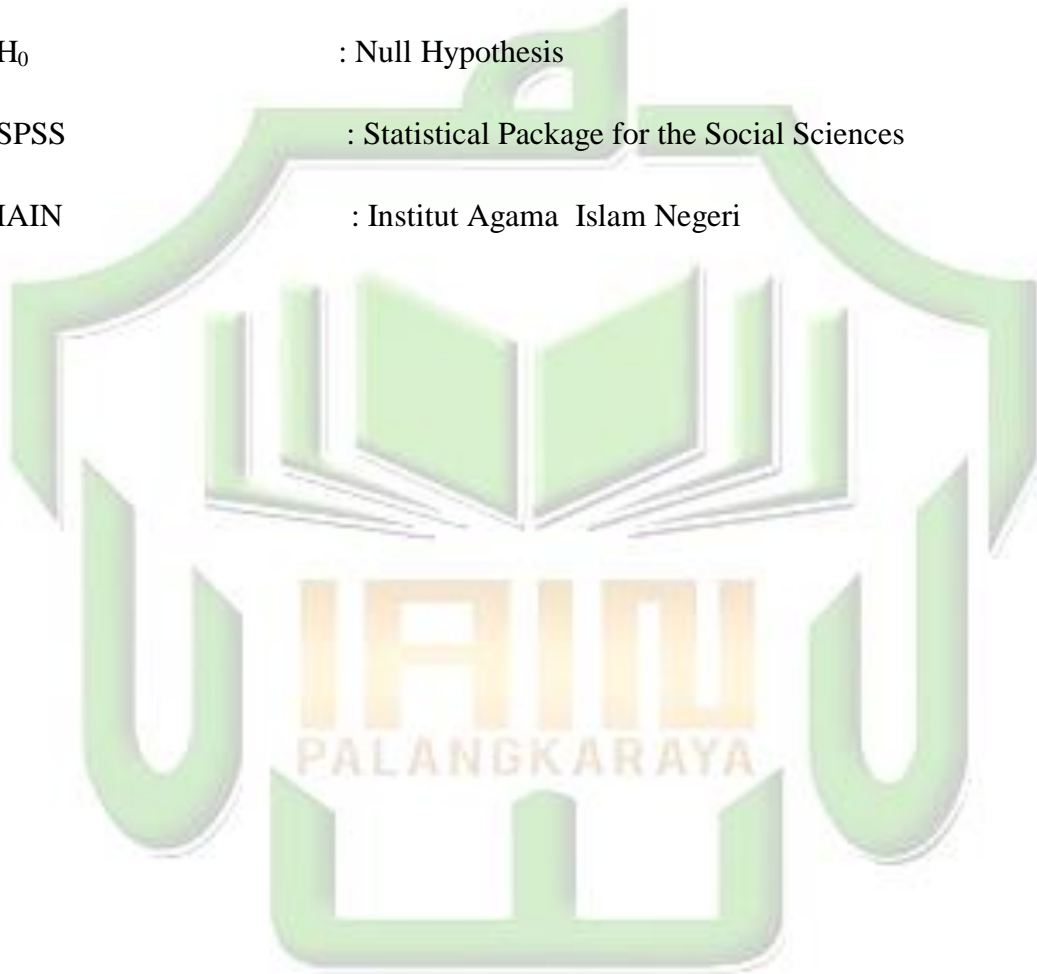 H₀ : Null Hypothesis
SPSS : Statistical Package for the Social Sciences
IAIN : Institut Agama Islam Negeri
IAIN
PALANGKARAYA